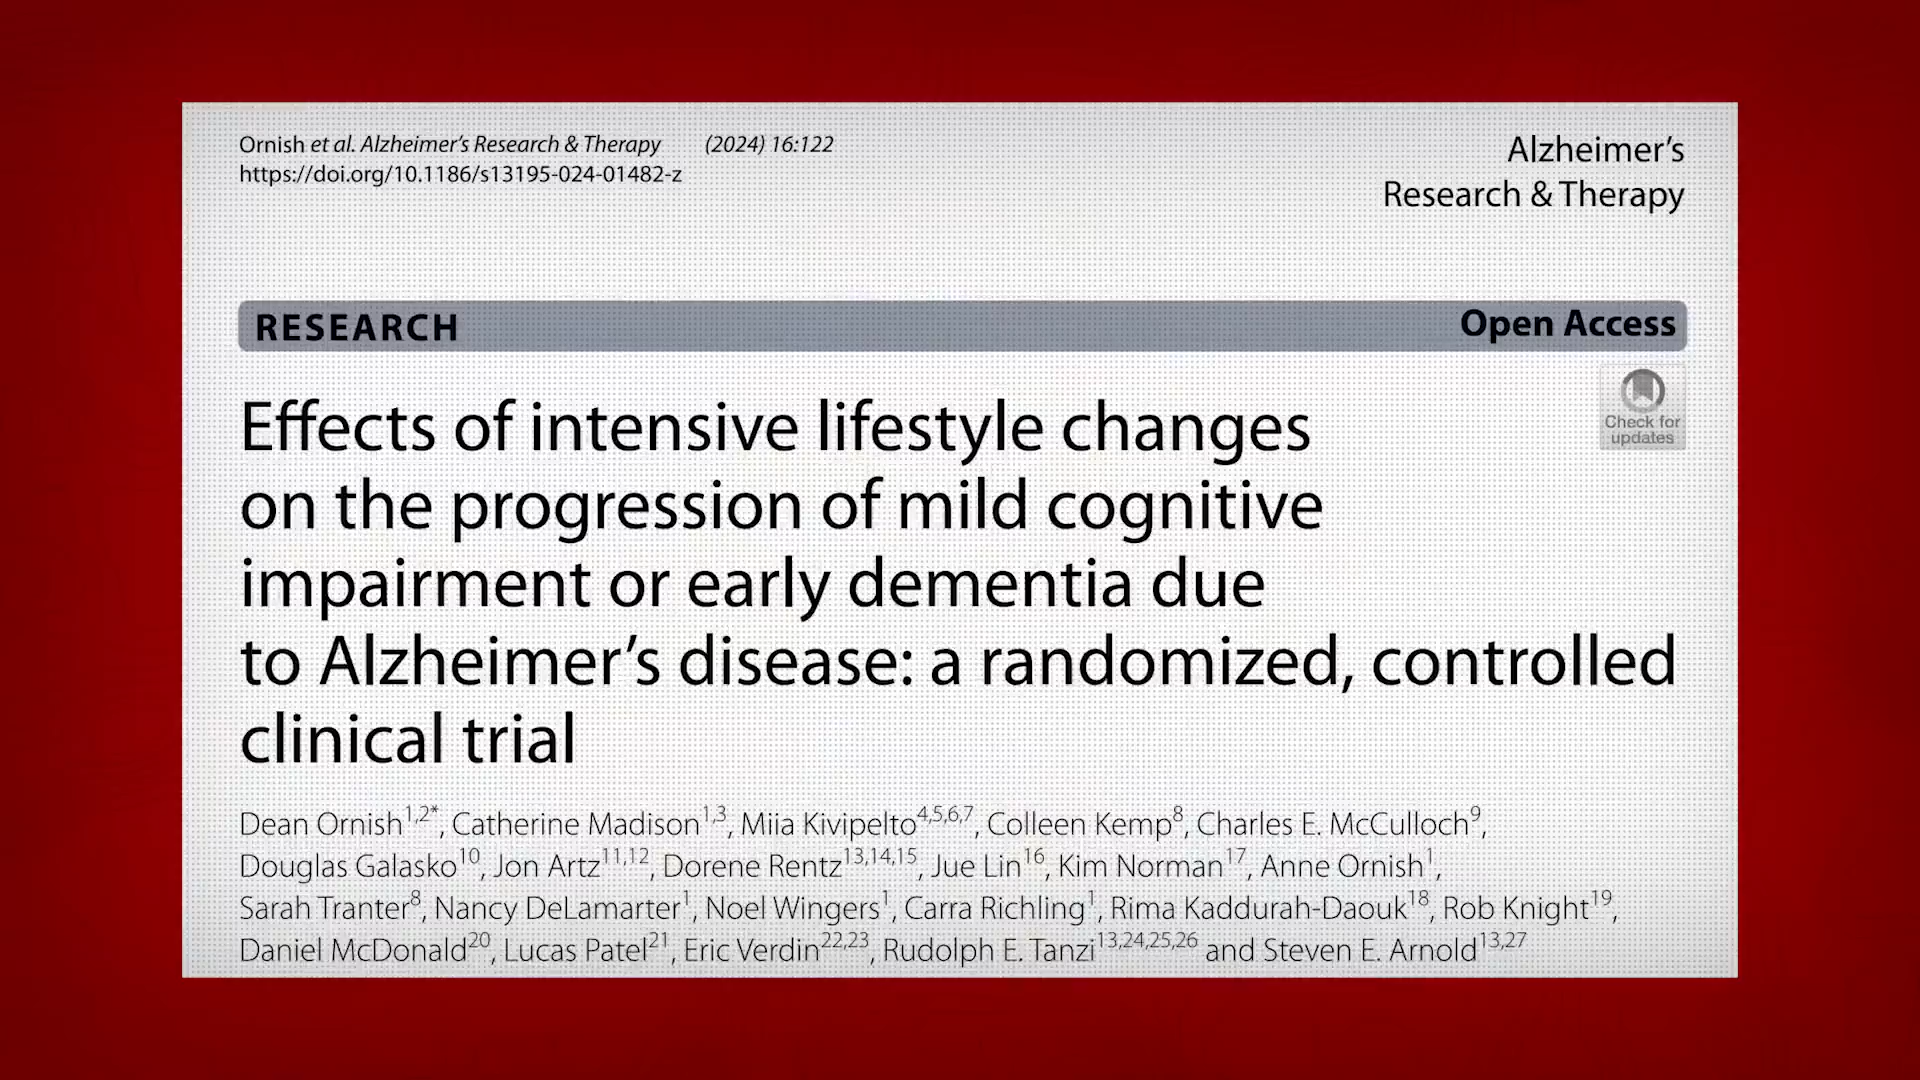 Ornish et al. Alzheimer's Research & Therapy (2024) 16:122
https://doi.org/10.1186/s13195-024-01482-z
Alzheimer's
Research & Therapy
RESEARCH
Open Access
Check for
updates
Effects of intensive lifestyle changes
on the progression of mild cognitive
impairment or early dementia due
to Alzheimer's disease: a randomized, controlled
clinical trial
Dean Ornish1,2*, Catherine Madison1,3, Miia Kivipelto4,5,6,7, Colleen Kemp8, Charles E. McCulloch9,
Douglas Galasko10, Jon Artz11,12, Dorene Rentz13,14,15, Jue Lin16, Kim Norman17, Anne Ornish1,
Sarah Tranter8, Nancy DeLamarter1, Noel Wingers1, Carra Richling1, Rima Kaddurah-Daouk18, Rob Knight19,
Daniel McDonald20, Lucas Patel21, Eric Verdin22,23, Rudolph E. Tanzi13,24,25,26 and Steven E. Arnold13,27